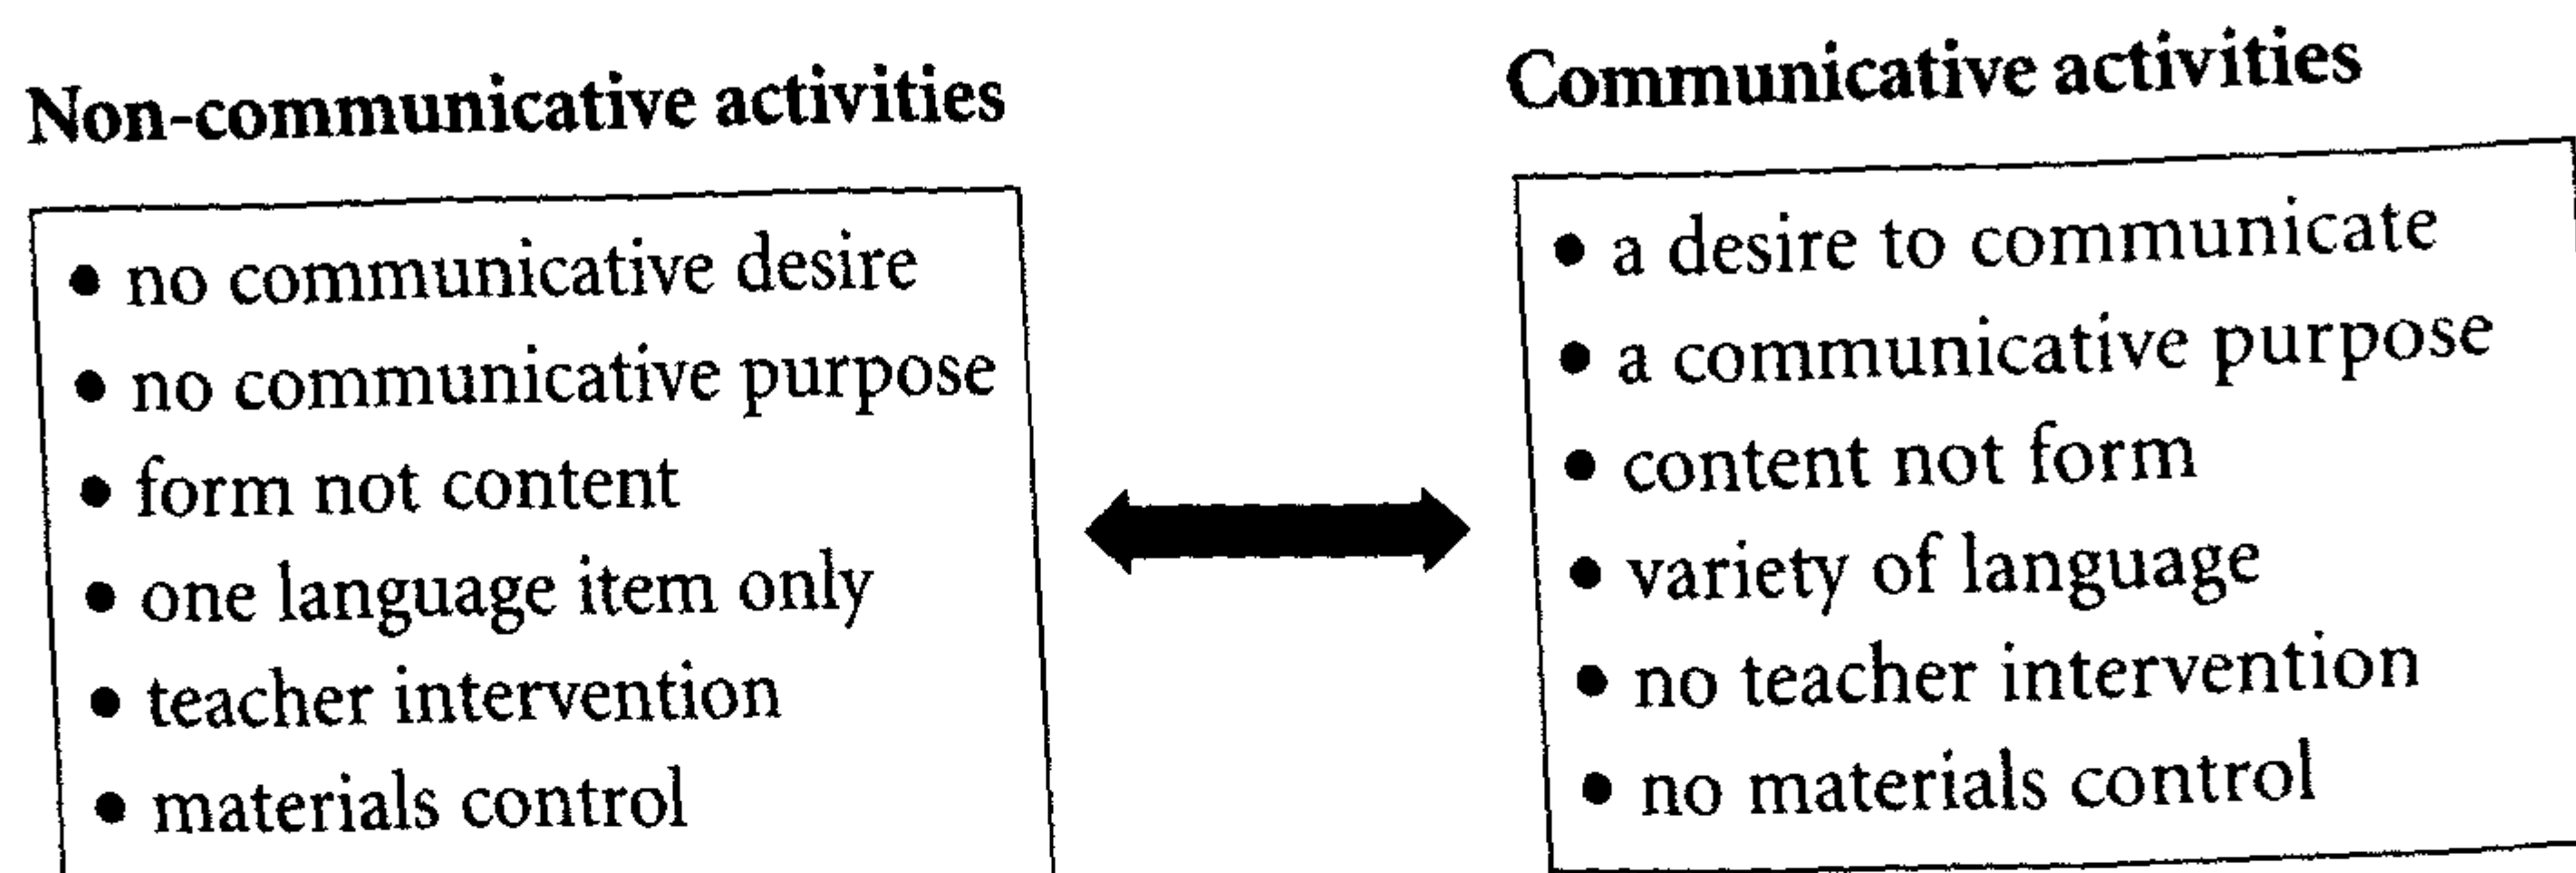 Non-communicative activities
• no communicative desire
• no communicative purpose
• form not content
• one language item only
• teacher intervention
• materials control
Communicative activities
• a desire to communicate
• a communicative purpose
• content not form
• variety of language
• no teacher intervention
• no materials control